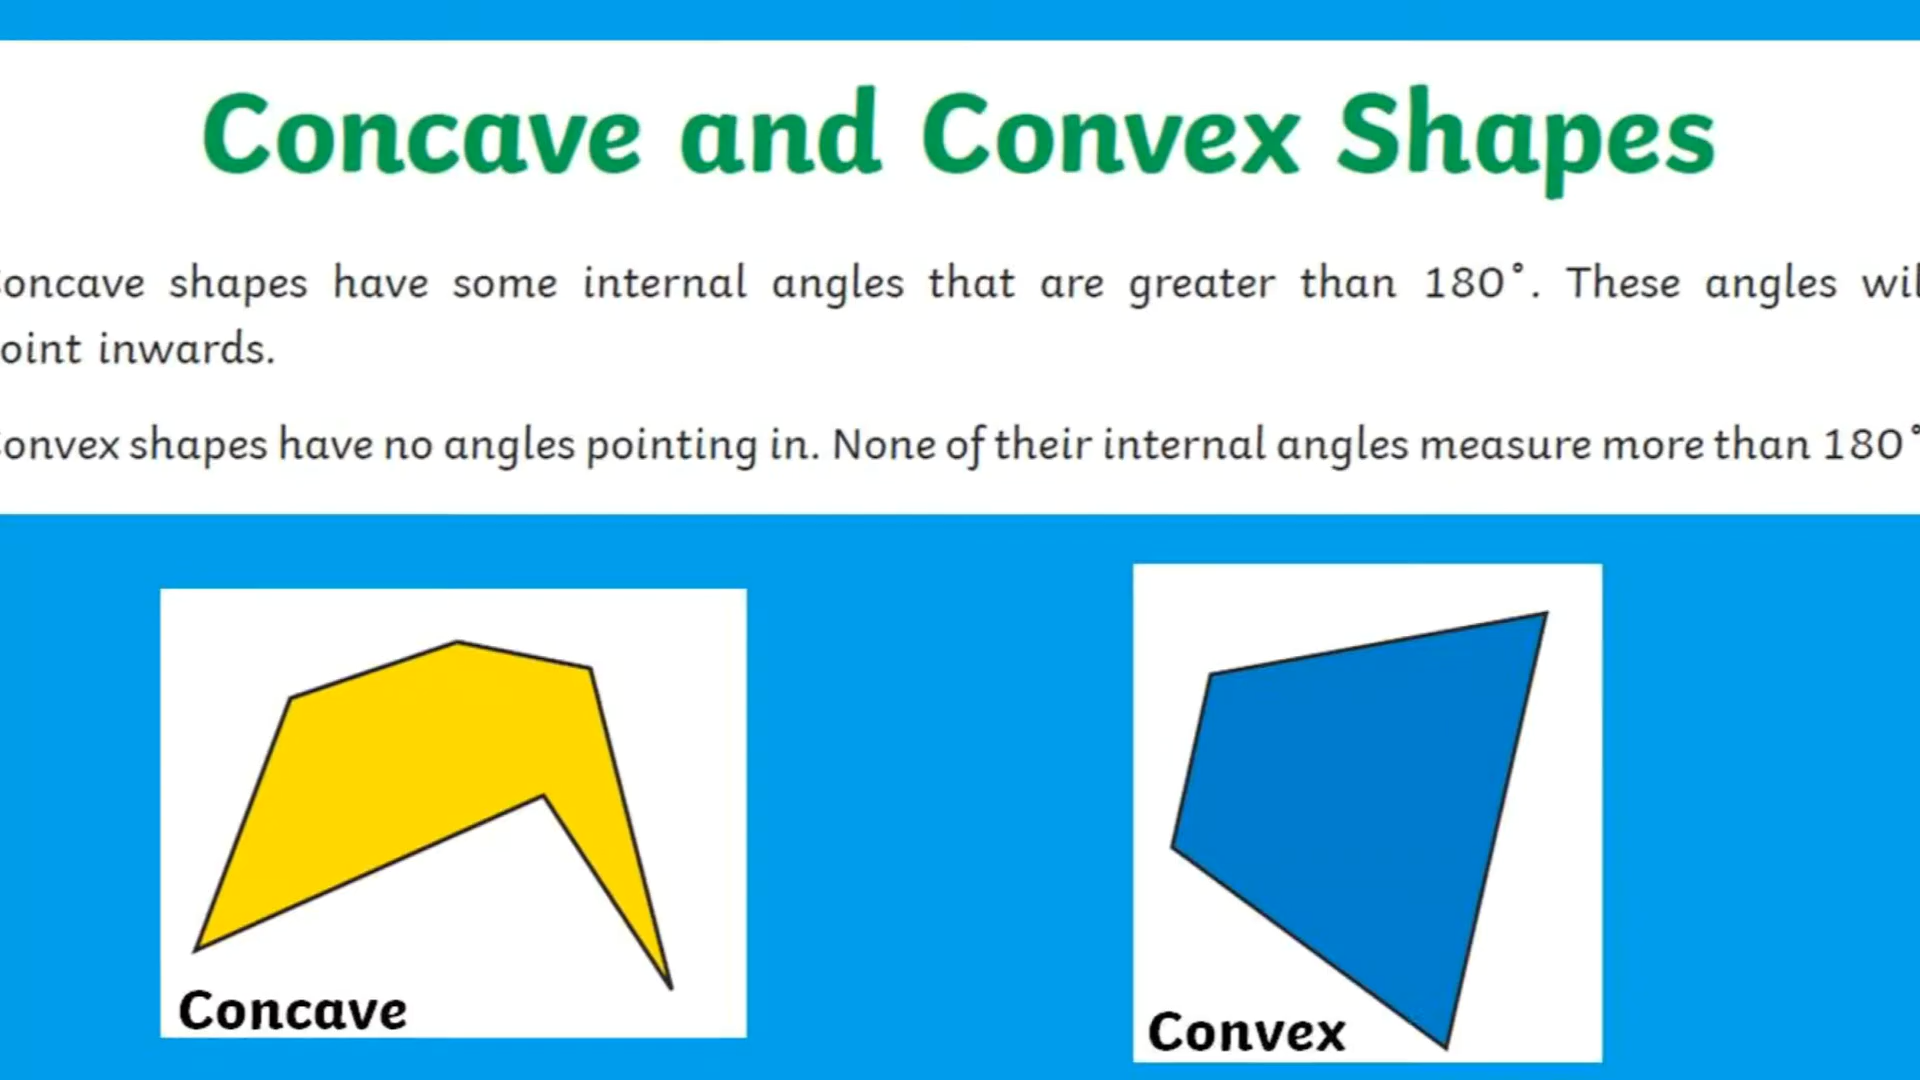 Concave and Convex Shapes
oncave shapes have some internal angles that are greater than 180°. These angles wil
oint inwards.
onvex shapes have no angles pointing in. None of their internal angles measure more than 180°
Concave
Convex